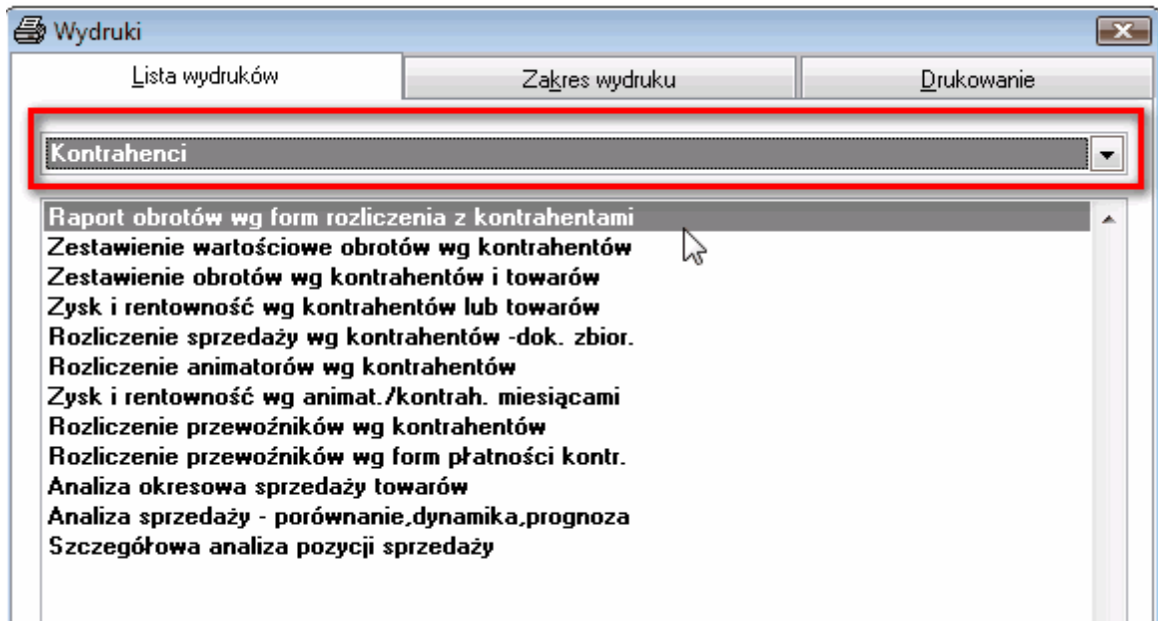 Wydruki
Lista wydruków
Zakres wydruku
Drukowanie
Kontrahenci
Raport obrotów wg form rozliczenia z kontrahentami
Zestawienie wartościowe obrotów wg kontrahentów
Zestawienie obrotów wg kontrahentów i towarów
Zysk i rentowność wg kontrahentów lub towarów
Rozliczenie sprzedaży wg kontrahentów -dok. zbior.
Rozliczenie animatorów wg kontrahentów
Zysk i rentowność wg animat./kontrah. miesiącami
Rozliczenie przewoźników wg kontrahentów
Rozliczenie przewoźników wg form płatności kontr.
Analiza okresowa sprzedaży towarów
Analiza sprzedaży - porównanie,dynamika,prognoza
Szczegółowa analiza pozycji sprzedaży